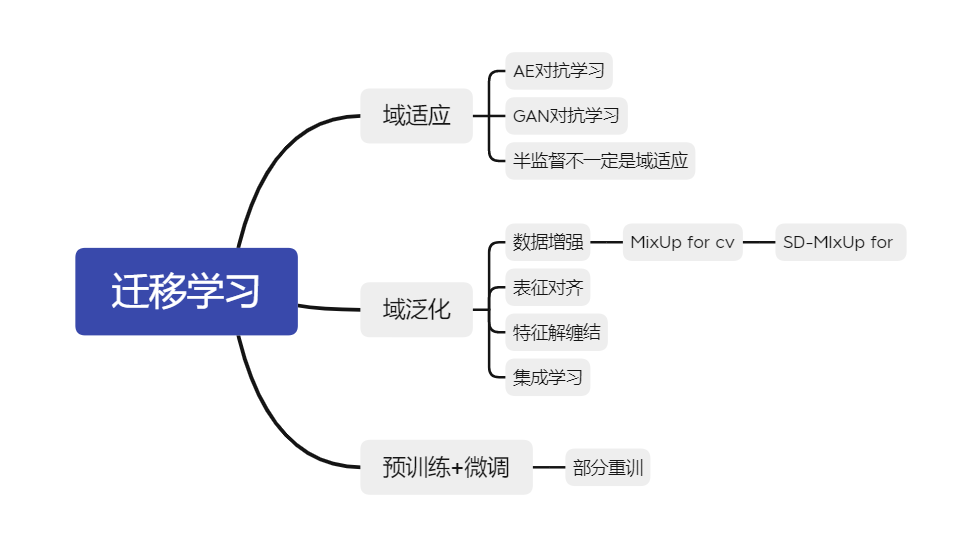 迁移学习
域适应
AE对抗学习
GAN对抗学习
半监督不一定是域适应
域泛化
数据增强
MixUp for cv
SD-MIxUp for
表征对齐
特征解缠结
集成学习
预训练+微调
部分重训